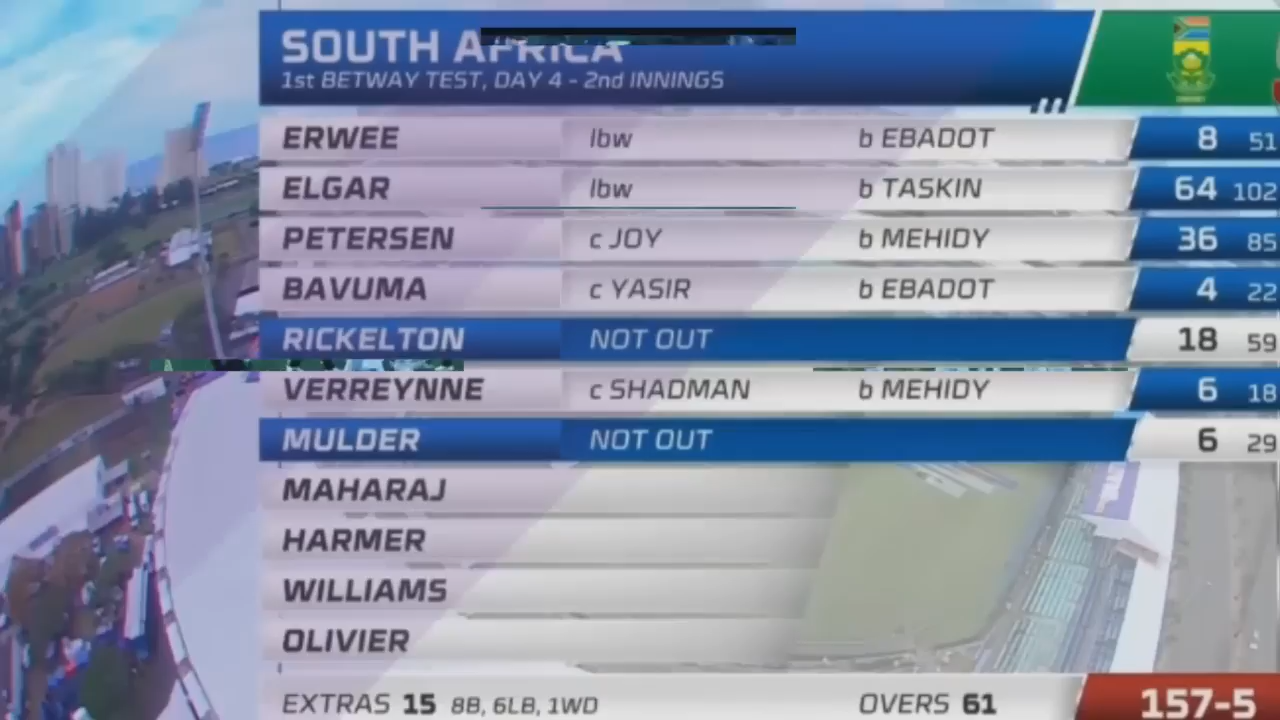 SOUTH AFRICA
1st BETWAY TEST, DAY 4 - 2nd INNINGS
ERWEE lbw b EBADOT 8 51
ELGAR lbw b TASKIN 64 102
PETERSEN c JOY b MEHIDY 36 85
BAVUMA c YASIR b EBADOT 4 22
RICKELTON NOT OUT 18 59
VERREYNNE c SHADMAN b MEHIDY 6 18
MULDER NOT OUT 6 29
MAHARAJ
HARMER
WILLIAMS
OLIVIER
EXTRAS 15 8B, 6LB, 1WD OVERS 61 157-5